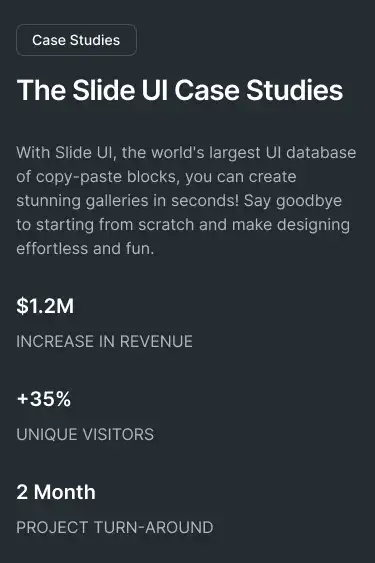 Case Studies
The Slide UI Case Studies
With Slide UI, the world's largest UI database
of copy-paste blocks, you can create
stunning galleries in seconds! Say goodbye
to starting from scratch and make designing
effortless and fun.
$1.2M
INCREASE IN REVENUE
+35%
UNIQUE VISITORS
2 Month
PROJECT TURN-AROUND